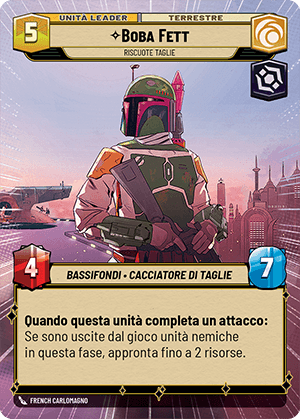 5
UNITÀ LEADER
TERRESTRE
BOBA FETT
RISCUOTE TAGLIE
4
BASSIFONDI • CACCIATORE DI TAGLIE
7
Quando questa unità completa un attacco:
Se sono uscite dal gioco unità nemiche
in questa fase, appronta fino a 2 risorse.
FRENCH CARLOMAGNO